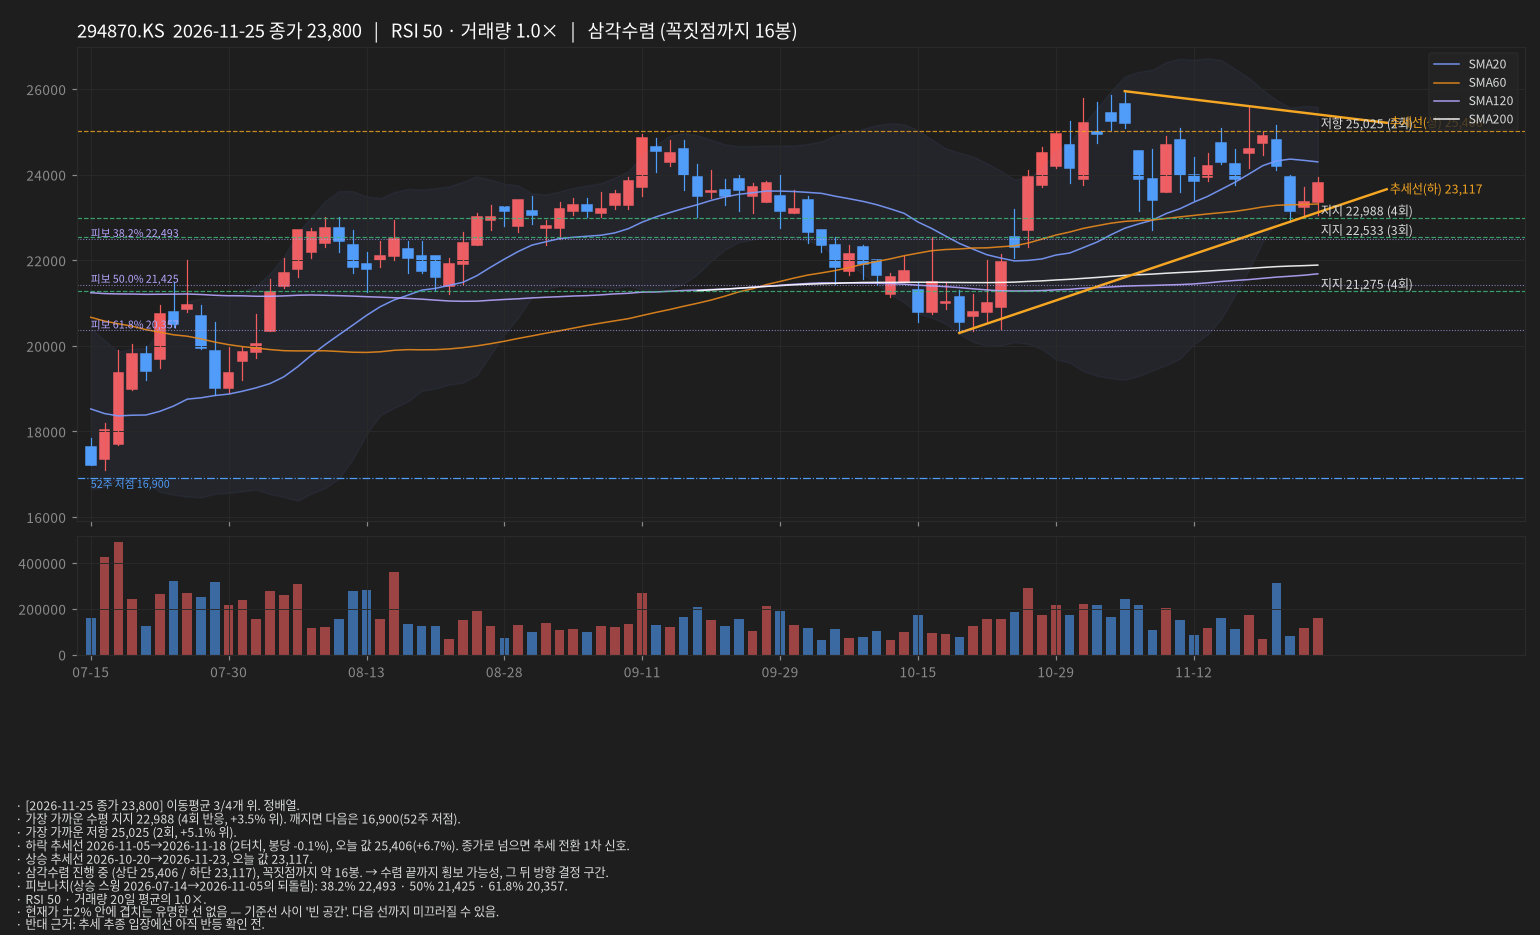 294870.KS 2026-11-25 종가 23,800 | RSI 50 · 거래량 1.0× | 삼각수렴 (꼭짓점까지 16봉)
SMA20
SMA60
SMA120
SMA200
26000
24000
22000
20000
18000
16000
저항 25,025 (2회)
추세선(하) 23,117
지지 22,988 (4회)
지지 22,533 (3회)
지지 21,275 (4회)
피보 38.2% 22,493
피보 50.0% 21,425
피보 61.8% 20,357
52주 저점 16,900
400000
200000
0
07-15
07-30
08-13
08-28
09-11
09-29
10-15
10-29
11-12
· [2026-11-25 종가 23,800] 이동평균 3/4개 위. 정배열.
· 가장 가까운 수평 지지 22,988 (4회 반응, +3.5% 위). 깨지면 다음은 16,900(52주 저점).
· 가장 가까운 저항 25,025 (2회, +5.1% 위).
· 하락 추세선 2026-11-05→2026-11-18 (2터치, 봉당 -0.1%), 오늘 값 25,406(+6.7%). 종가로 넘으면 추세 전환 1차 신호.
· 상승 추세선 2026-10-20→2026-11-23, 오늘 값 23,117.
· 삼각수렴 진행 중 (상단 25,406 / 하단 23,117), 꼭짓점까지 약 16봉. → 수렴 끝까지 횡보 가능성, 그 뒤 방향 결정 구간.
· 피보나치(상승 스윙 2026-07-14→2026-11-05의 되돌림): 38.2% 22,493 · 50% 21,425 · 61.8% 20,357.
· RSI 50 · 거래량 20일 평균의 1.0×.
· 현재가 ±2% 안에 겹치는 유명한 선 없음 — 기준선 사이 '빈 공간'. 다음 선까지 미끄러질 수 있음.
· 반대 근거: 추세 추종 입장에선 아직 반등 확인 전.